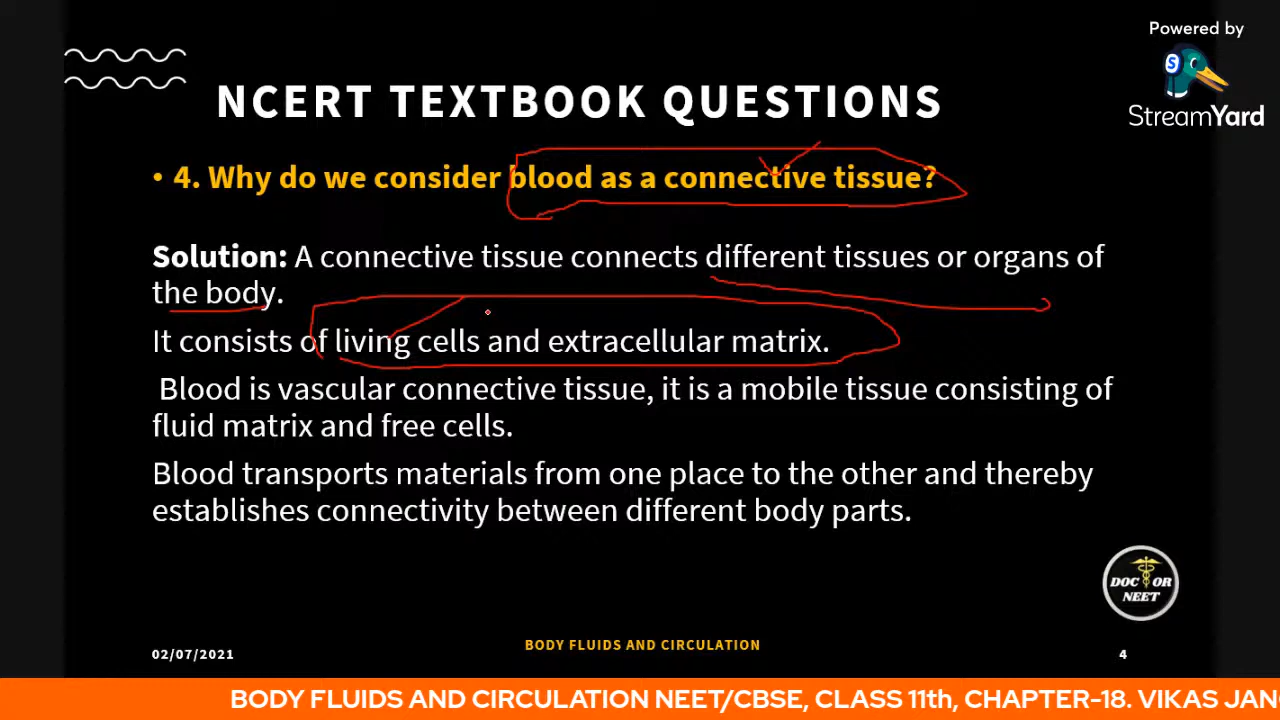 Powered by
StreamYard
NCERT TEXTBOOK QUESTIONS
• 4. Why do we consider blood as a connective tissue?
Solution: A connective tissue connects different tissues or organs of
the body.
It consists of living cells and extracellular matrix.
Blood is vascular connective tissue, it is a mobile tissue consisting of
fluid matrix and free cells.
Blood transports materials from one place to the other and thereby
establishes connectivity between different body parts.
DOCTOR
NEET
02/07/2021
BODY FLUIDS AND CIRCULATION
4
BODY FLUIDS AND CIRCULATION NEET/CBSE, CLASS 11th, CHAPTER-18. VIKAS JAN